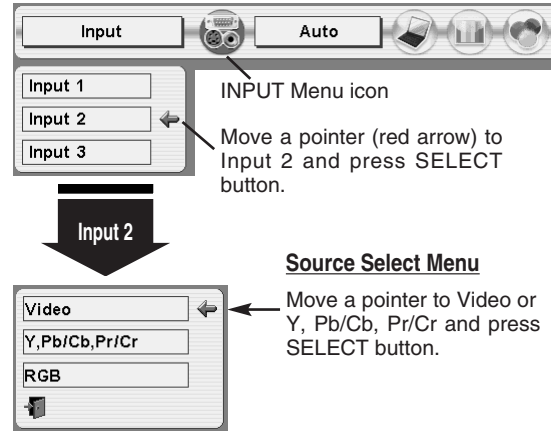 Input
Auto
Input 1
Input 2
Input 3
INPUT Menu icon
Move a pointer (red arrow) to
Input 2 and press SELECT
button.
Input 2
Source Select Menu
Video
Y,Pb/Cb,Pr/Cr
RGB
Move a pointer to Video or
Y, Pb/Cb, Pr/Cr and press
SELECT button.